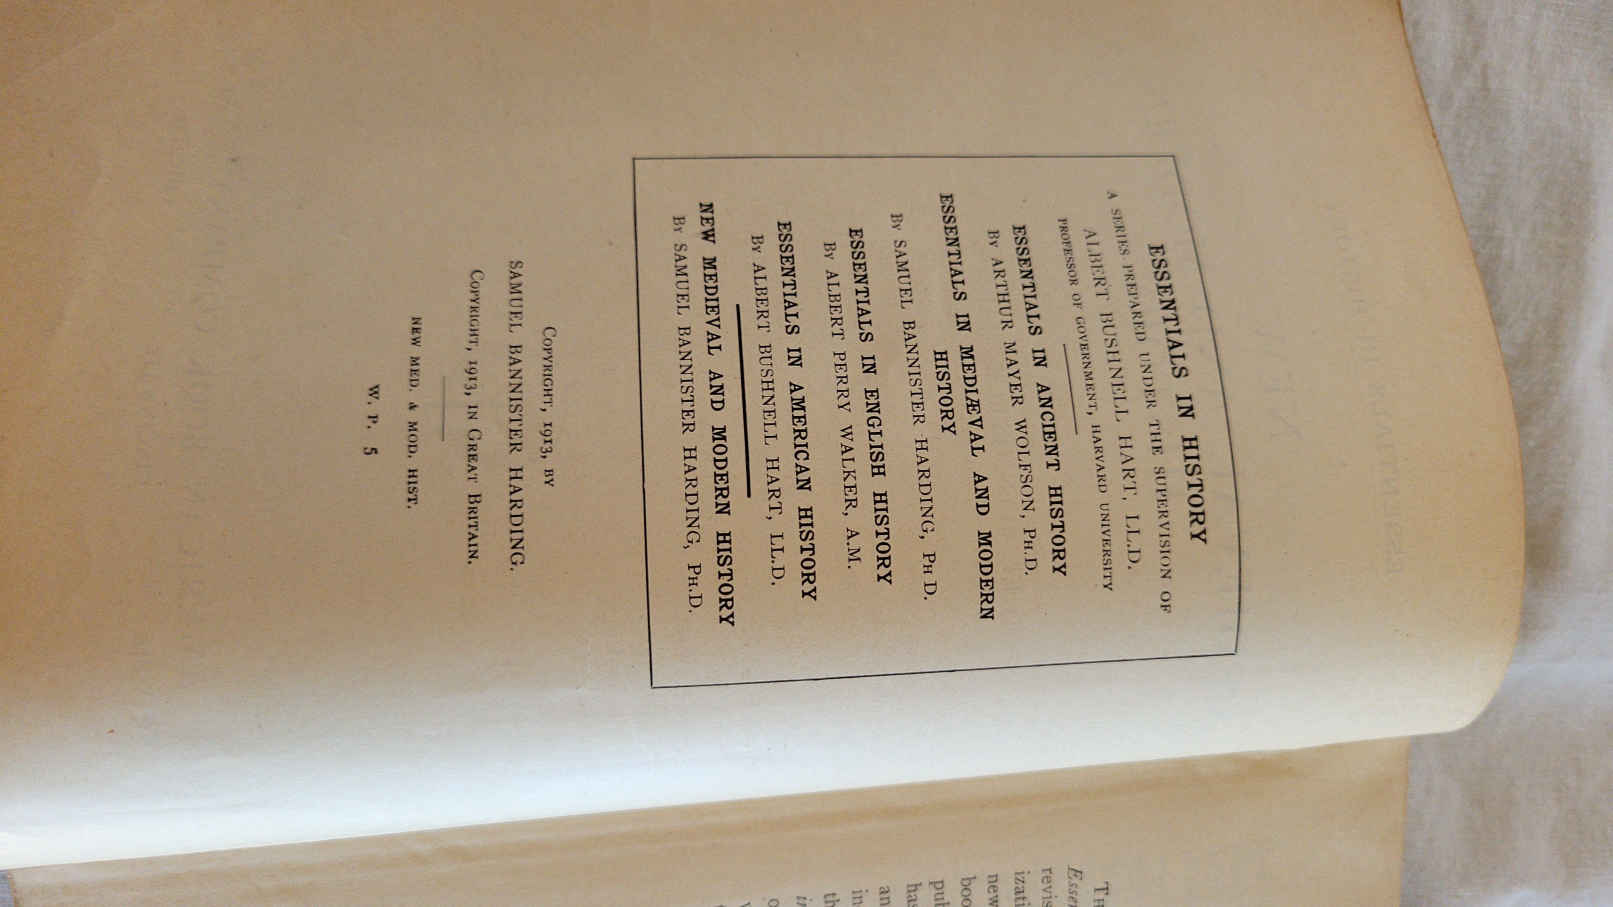 ESSENTIALS IN HISTORY
A SERIES PREPARED UNDER THE SUPERVISION OF
ALBERT BUSHNELL HART, LL.D.
PROFESSOR OF GOVERNMENT, HARVARD UNIVERSITY
ESSENTIALS IN ANCIENT HISTORY
By ARTHUR MAYER WOLFSON, Ph.D.
ESSENTIALS IN MEDIÆVAL AND MODERN
HISTORY
By SAMUEL BANNISTER HARDING, Ph D.
ESSENTIALS IN ENGLISH HISTORY
By ALBERT PERRY WALKER, A.M.
ESSENTIALS IN AMERICAN HISTORY
By ALBERT BUSHNELL HART, LL.D.
NEW MEDIEVAL AND MODERN HISTORY
By SAMUEL BANNISTER HARDING, Ph.D.
Copyright, 1913, by
SAMUEL BANNISTER HARDING.
Copyright, 1913, in Great Britain.
NEW MED. & MOD. HIST.
W. P. 5